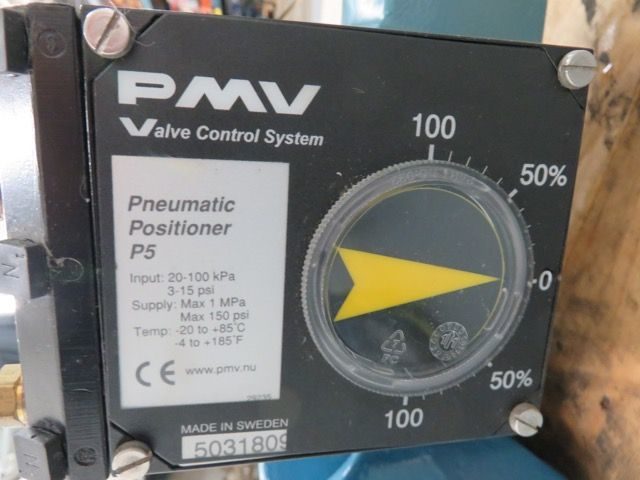 PMV
Valve Control System
Pneumatic
Positioner
P5
Input: 20-100 kPa
3-15 psi
Supply: Max 1 MPa
Max 150 psi
Temp: -20 to +85°C
-4 to +185°F
CE www.pmv.nu
MADE IN SWEDEN
5031809
100
50%
0
50%
100
PC